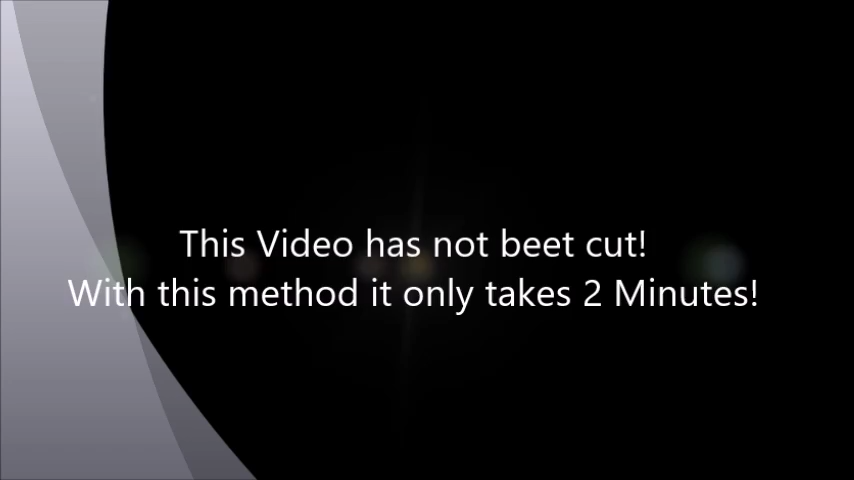 This Video has not beet cut!
With this method it only takes 2 Minutes!